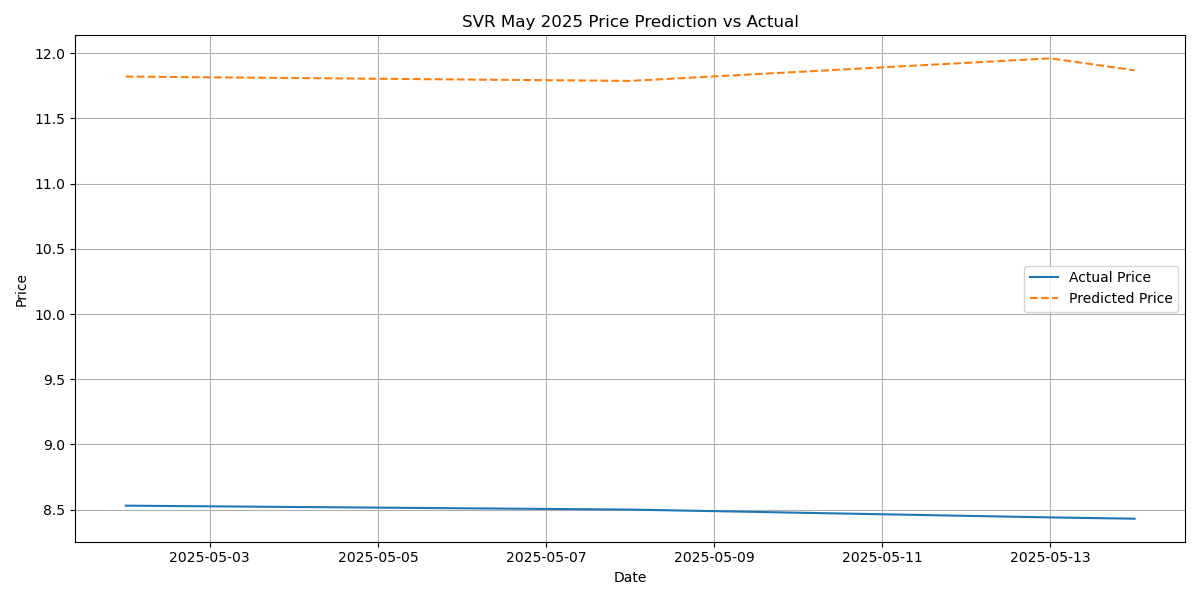 SVR May 2025 Price Prediction vs Actual
12.0
11.5
11.0
10.5
10.0
9.5
9.0
8.5
Price
Actual Price
Predicted Price
2025-05-03 2025-05-05 2025-05-07 2025-05-09 2025-05-11 2025-05-13
Date